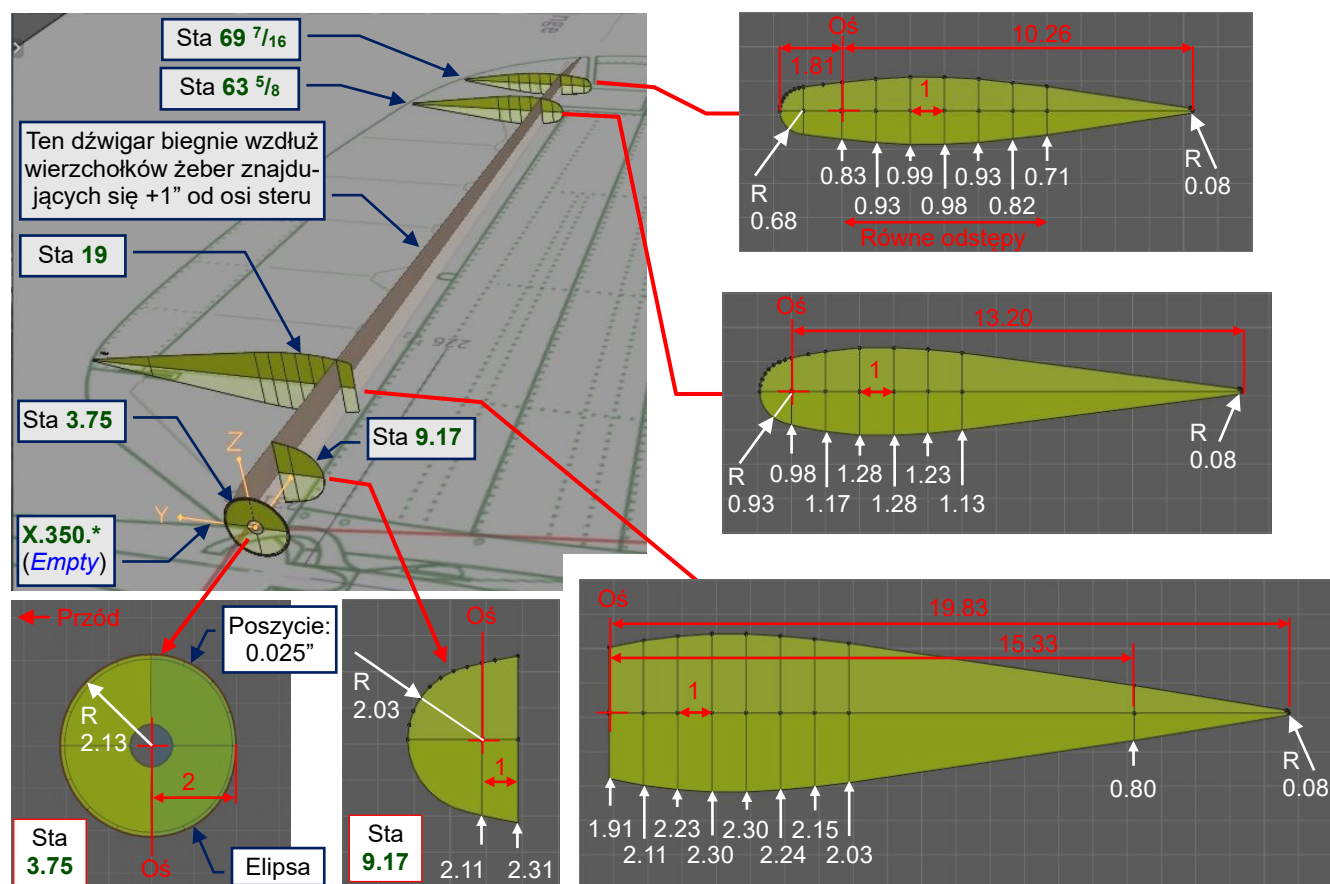 Sta 69 7/16
Sta 63 5/8
Ten dźwigar biegnie wzdłuż
wierzchołków żeber znajdu-
jących się +1” od osi steru
Sta 19
Sta 3.75
Sta 9.17
Z
Y
X.350.*
(Empty)
226
Oś
10.26
1.81
1
0.83 0.99 0.93 0.71
0.93 0.98 0.82
R
0.68
R
0.08
Równe odstępy
Oś
13.20
1
R
0.93
0.98 1.28 1.23
1.17 1.28 1.13
R
0.08
Przód
Poszycie:
0.025”
R
2.13
2
Sta
3.75
Oś
Elipsa
Oś
R
2.03
1
Sta
9.17
2.11 2.31
Oś
19.83
15.33
1
1.91 2.23 2.30 2.15
2.11 2.30 2.24 2.03
0.80
R
0.08